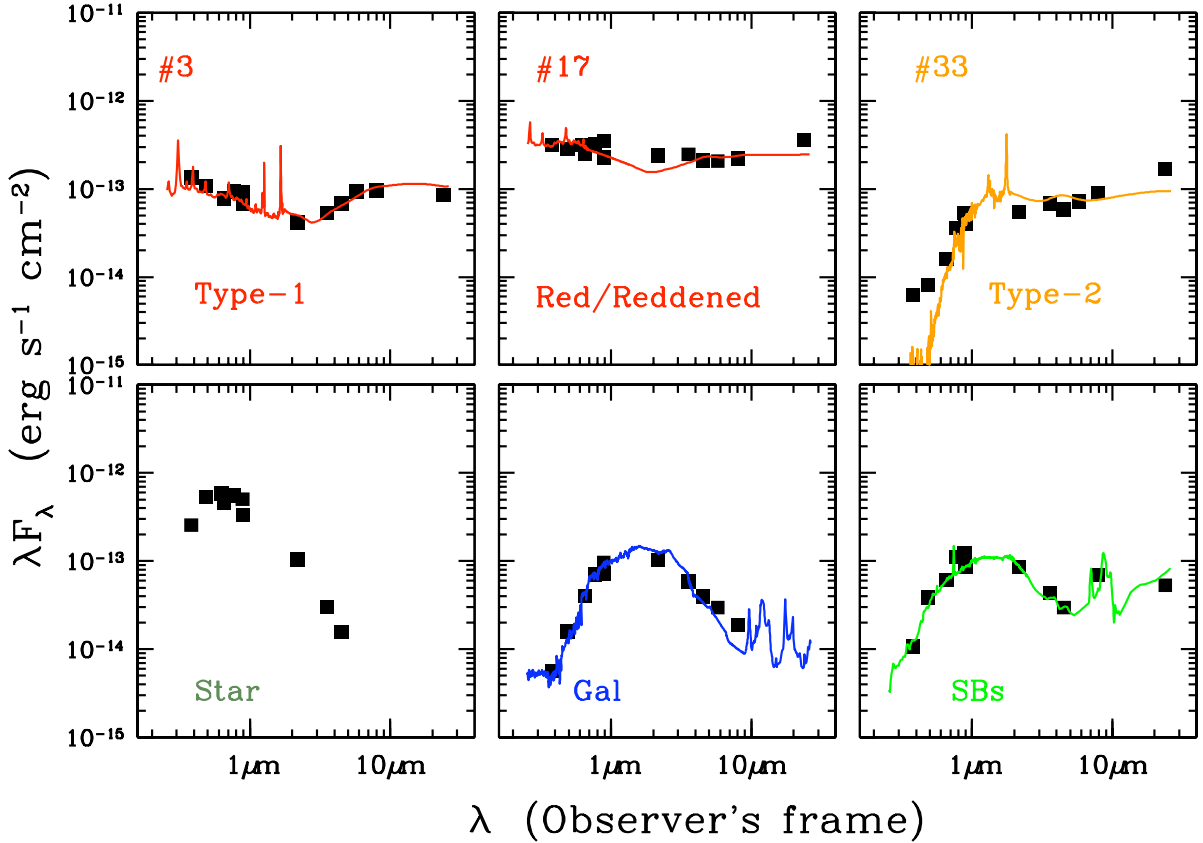 10⁻¹¹
10⁻¹²
10⁻¹³
10⁻¹⁴
10⁻¹⁵
#3
Type−1
#17
Red/Reddened
#33
Type−2
10⁻¹¹
10⁻¹²
10⁻¹³
10⁻¹⁴
10⁻¹⁵
Star
Gal
SBs
1μm 10μm 1μm 10μm 1μm 10μm
λ (Observer's frame)
λF_λ (erg s⁻¹ cm⁻²)